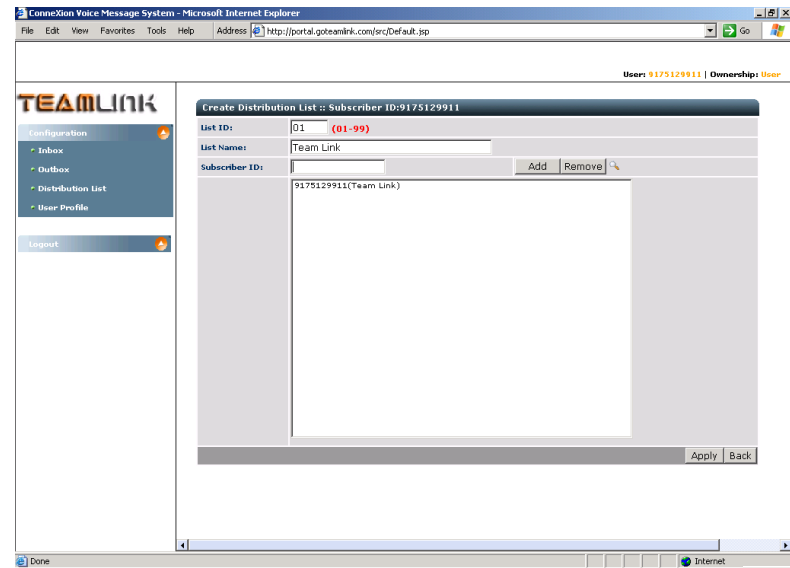 ConneXion Voice Message System - Microsoft Internet Explorer
File Edit View Favorites Tools Help Address http://portal.goteamlink.com/src/Default.jsp Go
User: 9175129911 | Ownership: User
TEAMLINK
Create Distribution List :: Subscriber ID:9175129911
Configuration
Inbox
Outbox
Distribution List
User Profile
Logout
List ID: 01 (01-99)
List Name: Team Link
Subscriber ID: Add Remove
9175129911(Team Link)
Apply Back
Done Internet